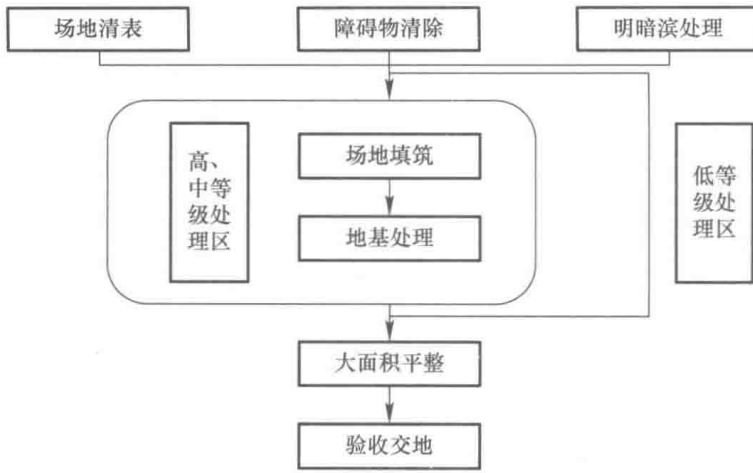 场地清表
障碍物清除
明暗滨处理
高、
中等
级处
理区
场地填筑
地基处理
低等
级处
理区
大面积平整
验收交地